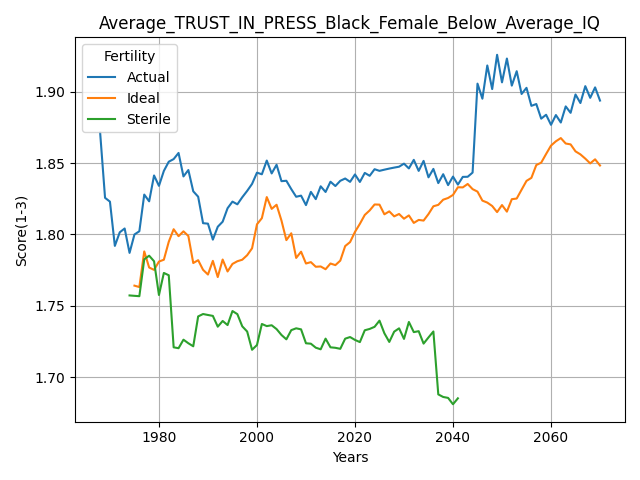 Average_TRUST_IN_PRESS_Black_Female_Below_Average_IQ
Fertility
Actual
Ideal
Sterile
Score(1-3)
1.90
1.85
1.80
1.75
1.70
1980
2000
2020
2040
2060
Years